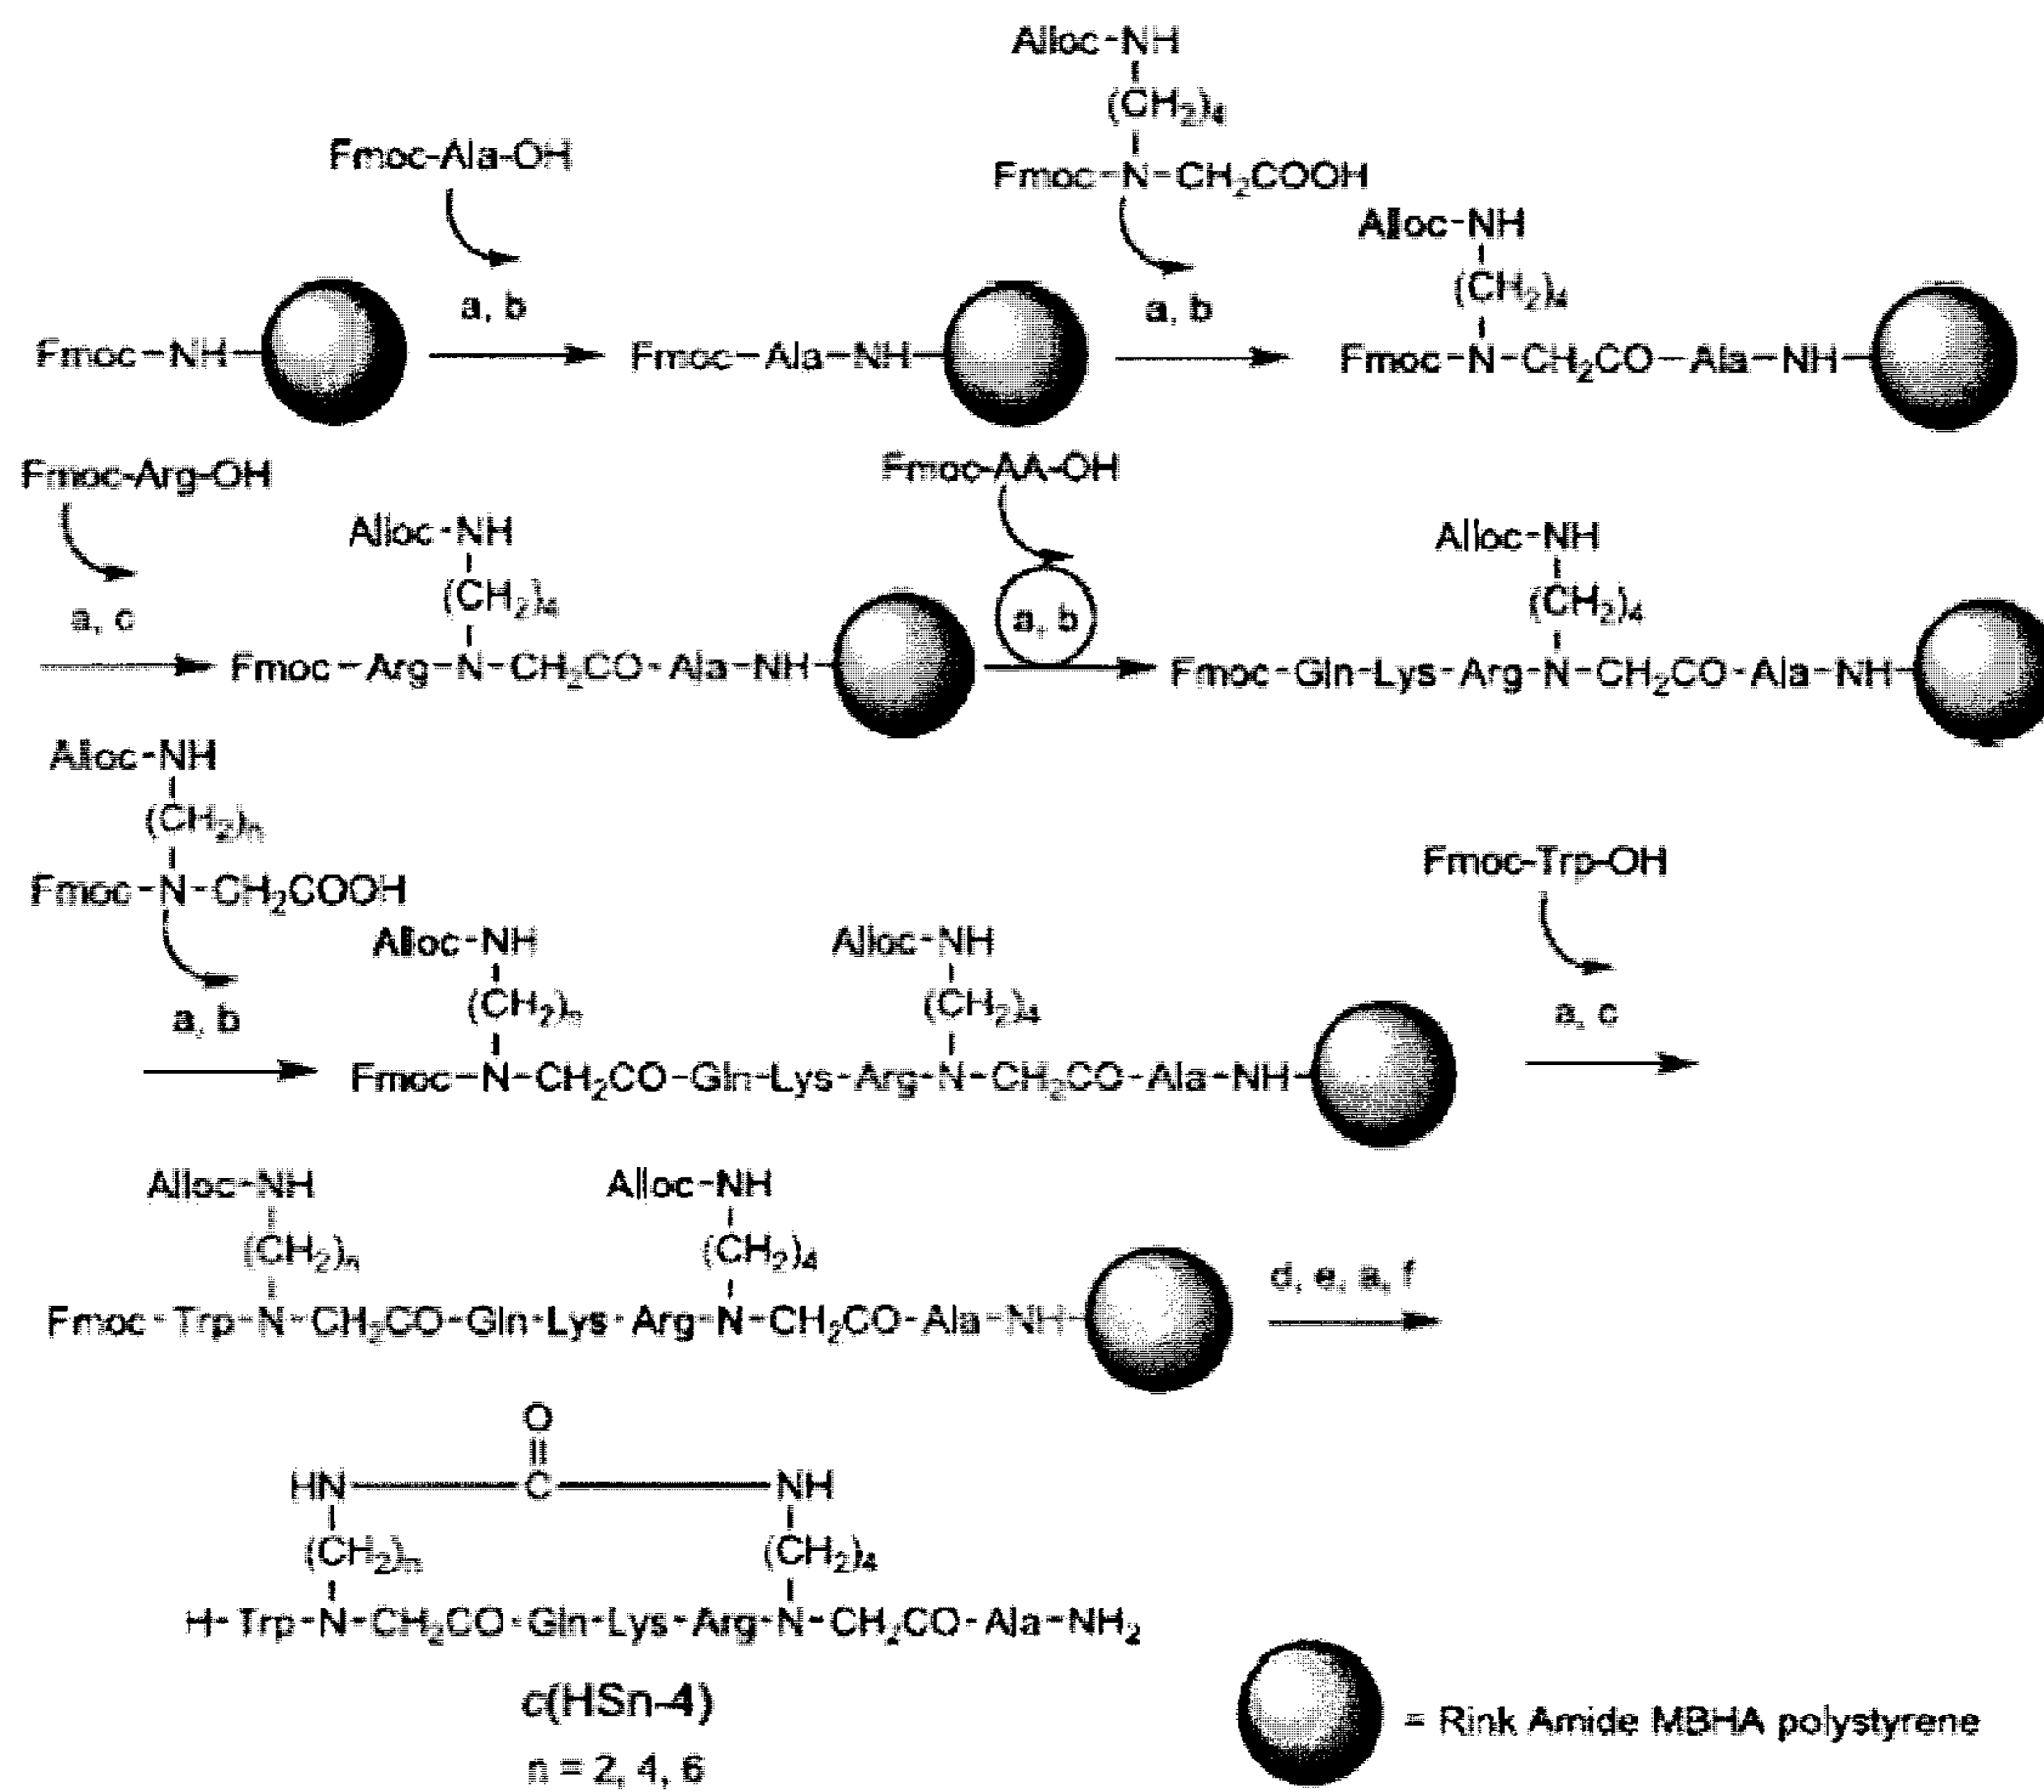 Alloc-NH
(CH2)4
Fmoc-Ala-OH
Fmoc-N-CH2COOH
a, b
a, b
Alloc-NH
(CH2)4
Fmoc-NH
Fmoc-Ala-NH
Fmoc-N-CH2CO-Ala-NH
Fmoc-Arg-OH
Fmoc-AA-OH
a, c
Alloc-NH
(CH2)4
a, b
Alloc-NH
(CH2)4
Fmoc-Arg-N-CH2CO-Ala-NH
Fmoc-Gln-Lys-Arg-N-CH2CO-Ala-NH
Alloc-NH
(CH2)n
Fmoc-N-CH2COOH
Fmoc-Trp-OH
a, b
Alloc-NH
(CH2)n
Alloc-NH
(CH2)4
a, c
Fmoc-N-CH2CO-Gln-Lys-Arg-N-CH2CO-Ala-NH
Alloc-NH
(CH2)n
Alloc-NH
(CH2)4
d, e, a, f
Fmoc-Trp-N-CH2CO-Gln-Lys-Arg-N-CH2CO-Ala-NH
O
HN C NH
(CH2)n (CH2)4
H-Trp-N-CH2CO-Gln-Lys-Arg-N-CH2CO-Ala-NH2
c(HSn-4)
n = 2, 4, 6
= Rink Amide MBHA polystyrene